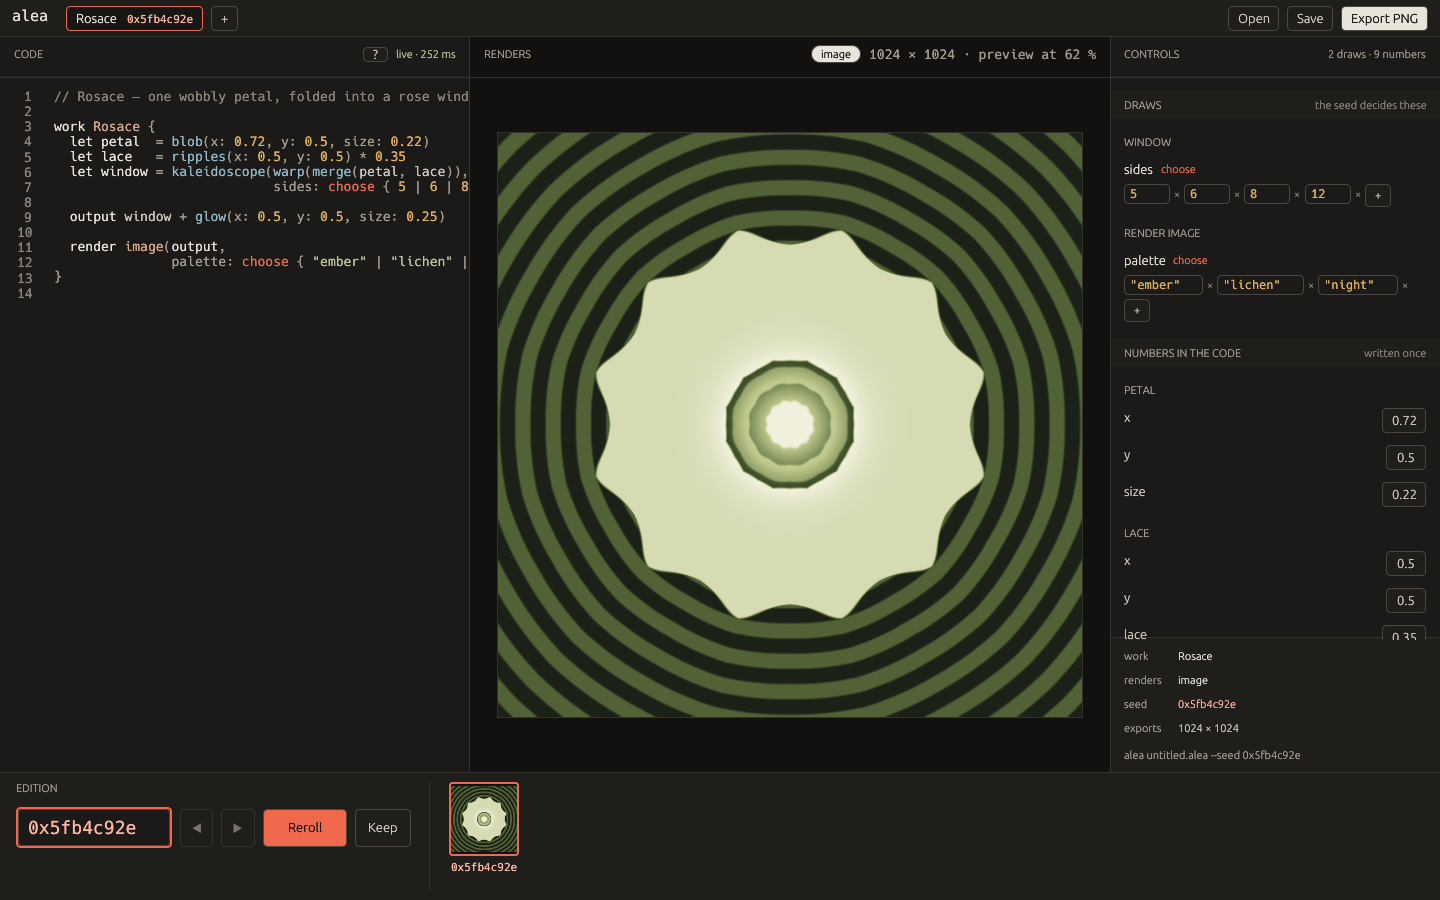 alea
Rosace 0x5fb4c92e
+
Open
Save
Export PNG
CODE
?
live · 252 ms
RENDERS
image
1024 × 1024 · preview at 62 %
CONTROLS
2 draws · 9 numbers
1 // Rosace — one wobbly petal, folded into a rose wind
2
3 work Rosace {
4 let petal = blob(x: 0.72, y: 0.5, size: 0.22)
5 let lace = ripples(x: 0.5, y: 0.5) * 0.35
6 let window = kaleidoscope(warp(merge(petal, lace)),
7 sides: choose { 5 | 6 | 8
8
9 output window + glow(x: 0.5, y: 0.5, size: 0.25)
10
11 render image(output,
12 palette: choose { "ember" | "lichen" |
13 }
14
DRAWS
the seed decides these
WINDOW
sides choose
5 × 6 × 8 × 12 × +
RENDER IMAGE
palette choose
"ember" × "lichen" × "night" ×
+
NUMBERS IN THE CODE
written once
PETAL
x 0.72
y 0.5
size 0.22
LACE
x 0.5
y 0.5
lace 0.35
work Rosace
renders image
seed 0x5fb4c92e
exports 1024 × 1024
alea untitled.alea --seed 0x5fb4c92e
EDITION
0x5fb4c92e
◀
▶
Reroll
Keep
0x5fb4c92e